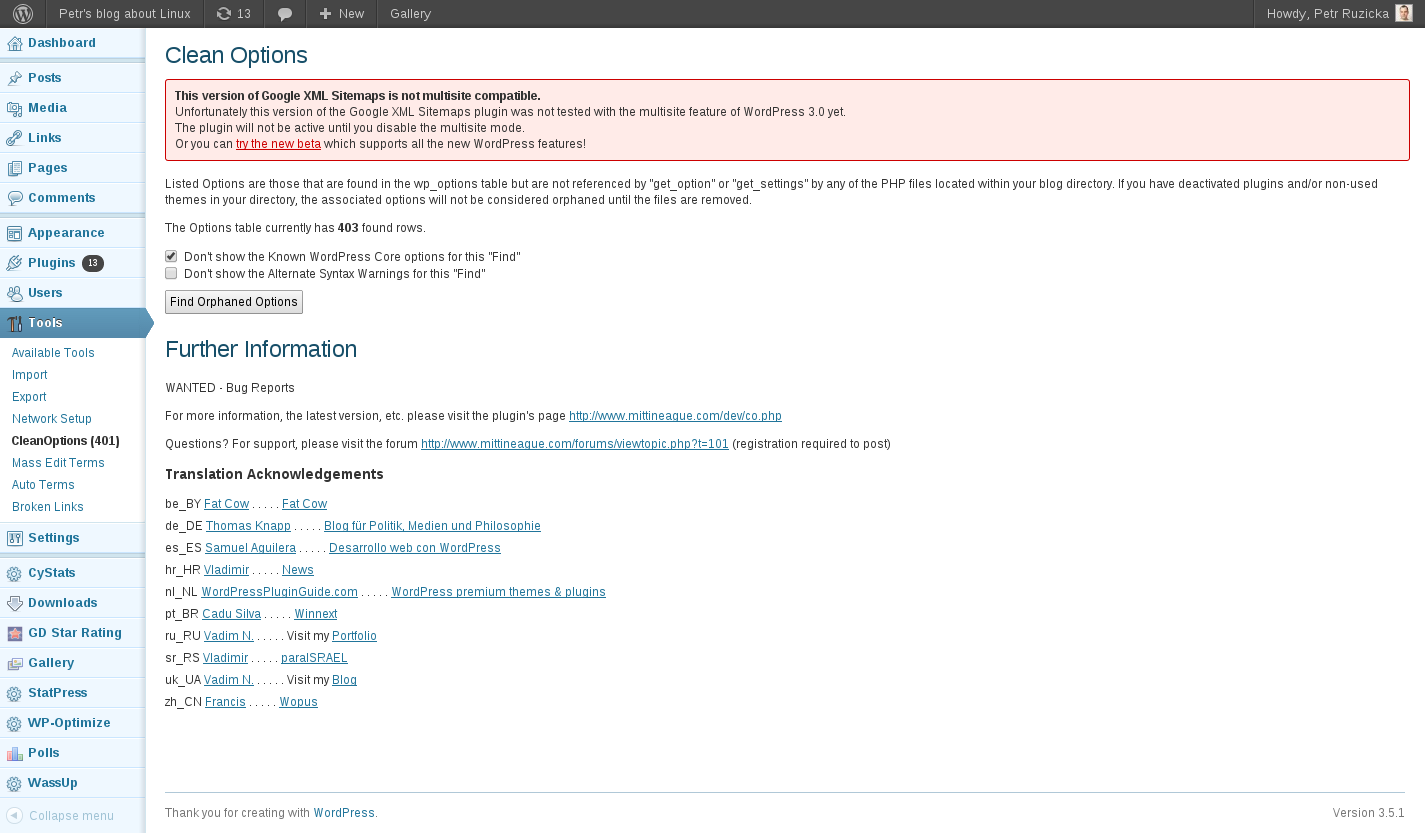 Petr's blog about Linux 13 New Gallery Howdy, Petr Ruzicka
Dashboard
Posts
Media
Links
Pages
Comments
Appearance
Plugins 13
Users
Tools
Available Tools
Import
Export
Network Setup
CleanOptions (401)
Mass Edit Terms
Auto Terms
Broken Links
Settings
CyStats
Downloads
GD Star Rating
Gallery
StatPress
WP-Optimize
Polls
WassUp
Collapse menu
Clean Options
This version of Google XML Sitemaps is not multisite compatible.
Unfortunately this version of the Google XML Sitemaps plugin was not tested with the multisite feature of WordPress 3.0 yet.
The plugin will not be active until you disable the multisite mode.
Or you can try the new beta which supports all the new WordPress features!
Listed Options are those that are found in the wp_options table but are not referenced by "get_option" or "get_settings" by any of the PHP files located within your blog directory. If you have deactivated plugins and/or non-used
themes in your directory, the associated options will not be considered orphaned until the files are removed.
The Options table currently has 403 found rows.
Don't show the Known WordPress Core options for this "Find"
Don't show the Alternate Syntax Warnings for this "Find"
Find Orphaned Options
Further Information
WANTED - Bug Reports
For more information, the latest version, etc. please visit the plugin's page http://www.mittineague.com/dev/co.php
Questions? For support, please visit the forum http://www.mittineague.com/forums/viewtopic.php?t=101 (registration required to post)
Translation Acknowledgements
be_BY Fat Cow . . . . . Fat Cow
de_DE Thomas Knapp . . . . . Blog für Politik, Medien und Philosophie
es_ES Samuel Aguilera . . . . . Desarrollo web con WordPress
hr_HR Vladimir . . . . . News
nl_NL WordPressPluginGuide.com . . . . . WordPress premium themes & plugins
pt_BR Cadu Silva . . . . . Winnext
ru_RU Vadim N. . . . . . Visit my Portfolio
sr_RS Vladimir . . . . . paralSRAEL
uk_UA Vadim N. . . . . . Visit my Blog
zh_CN Francis . . . . . Wopus
Thank you for creating with WordPress. Version 3.5.1